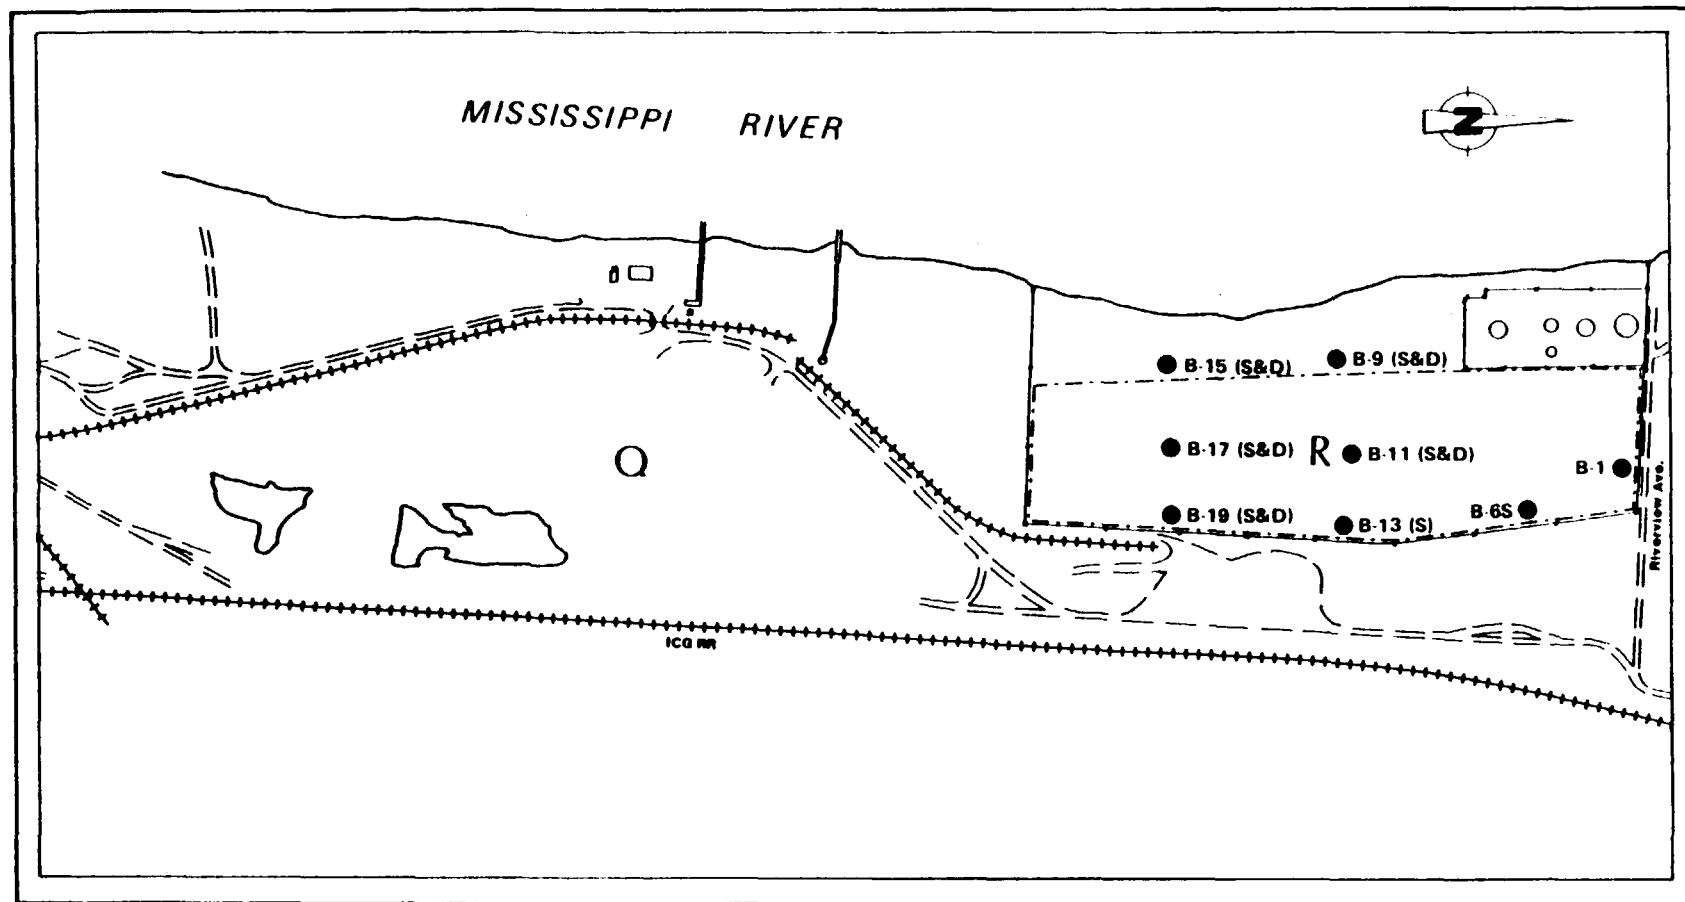 MISSISSIPPI RIVER
N
B-15 (S&D)
B-9 (S&D)
Q
B-17 (S&D)
R
B-11 (S&D)
B-1
B-19 (S&D)
B-13 (S)
B-6S
Riverview Ave.
ICG RR